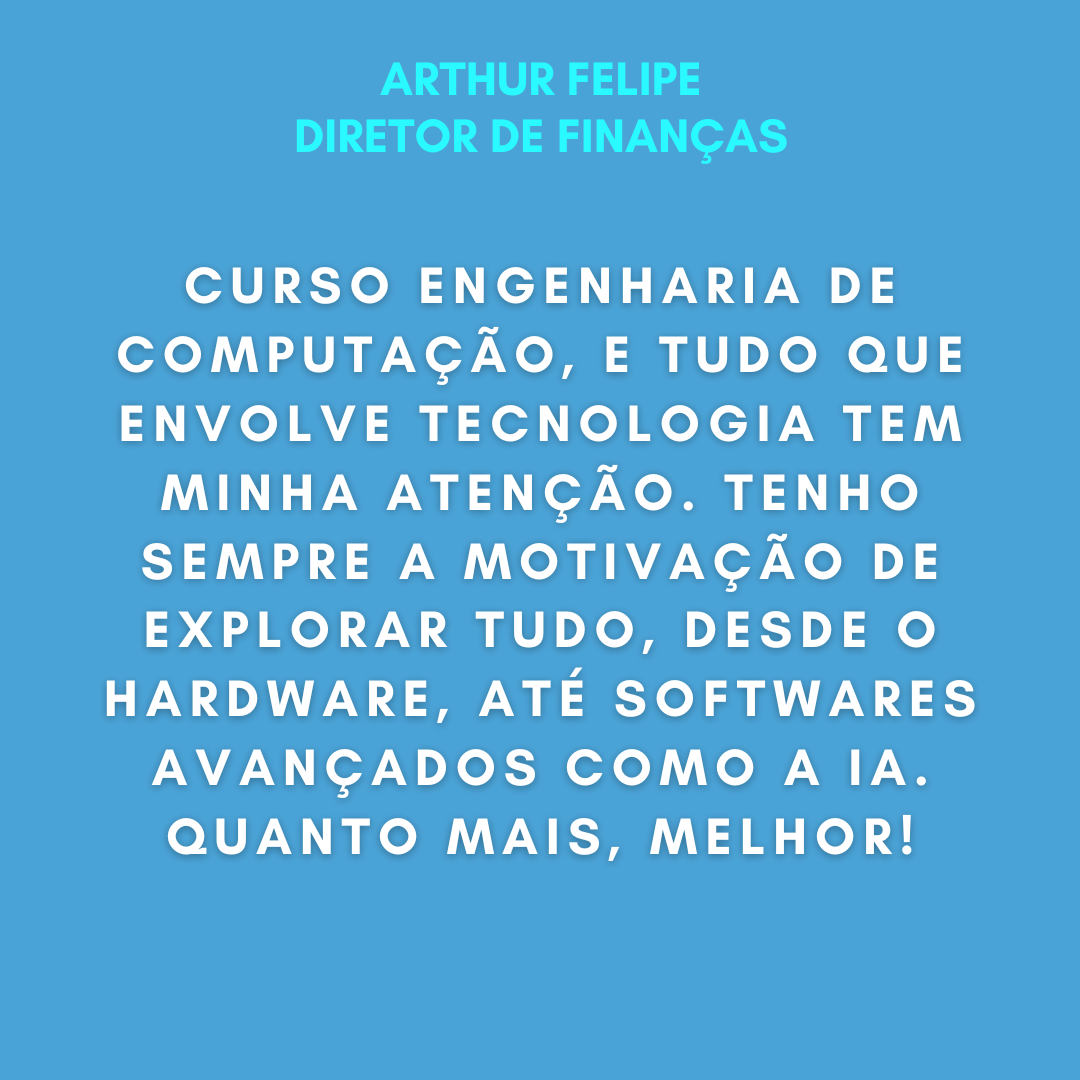 ARTHUR FELIPE
DIRETOR DE FINANÇAS
CURSO ENGENHARIA DE
COMPUTAÇÃO, E TUDO QUE
ENVOLVE TECNOLOGIA TEM
MINHA ATENÇÃO. TENHO
SEMPRE A MOTIVAÇÃO DE
EXPLORAR TUDO, DESDE O
HARDWARE, ATÉ SOFTWARES
AVANÇADOS COMO A IA.
QUANTO MAIS, MELHOR!